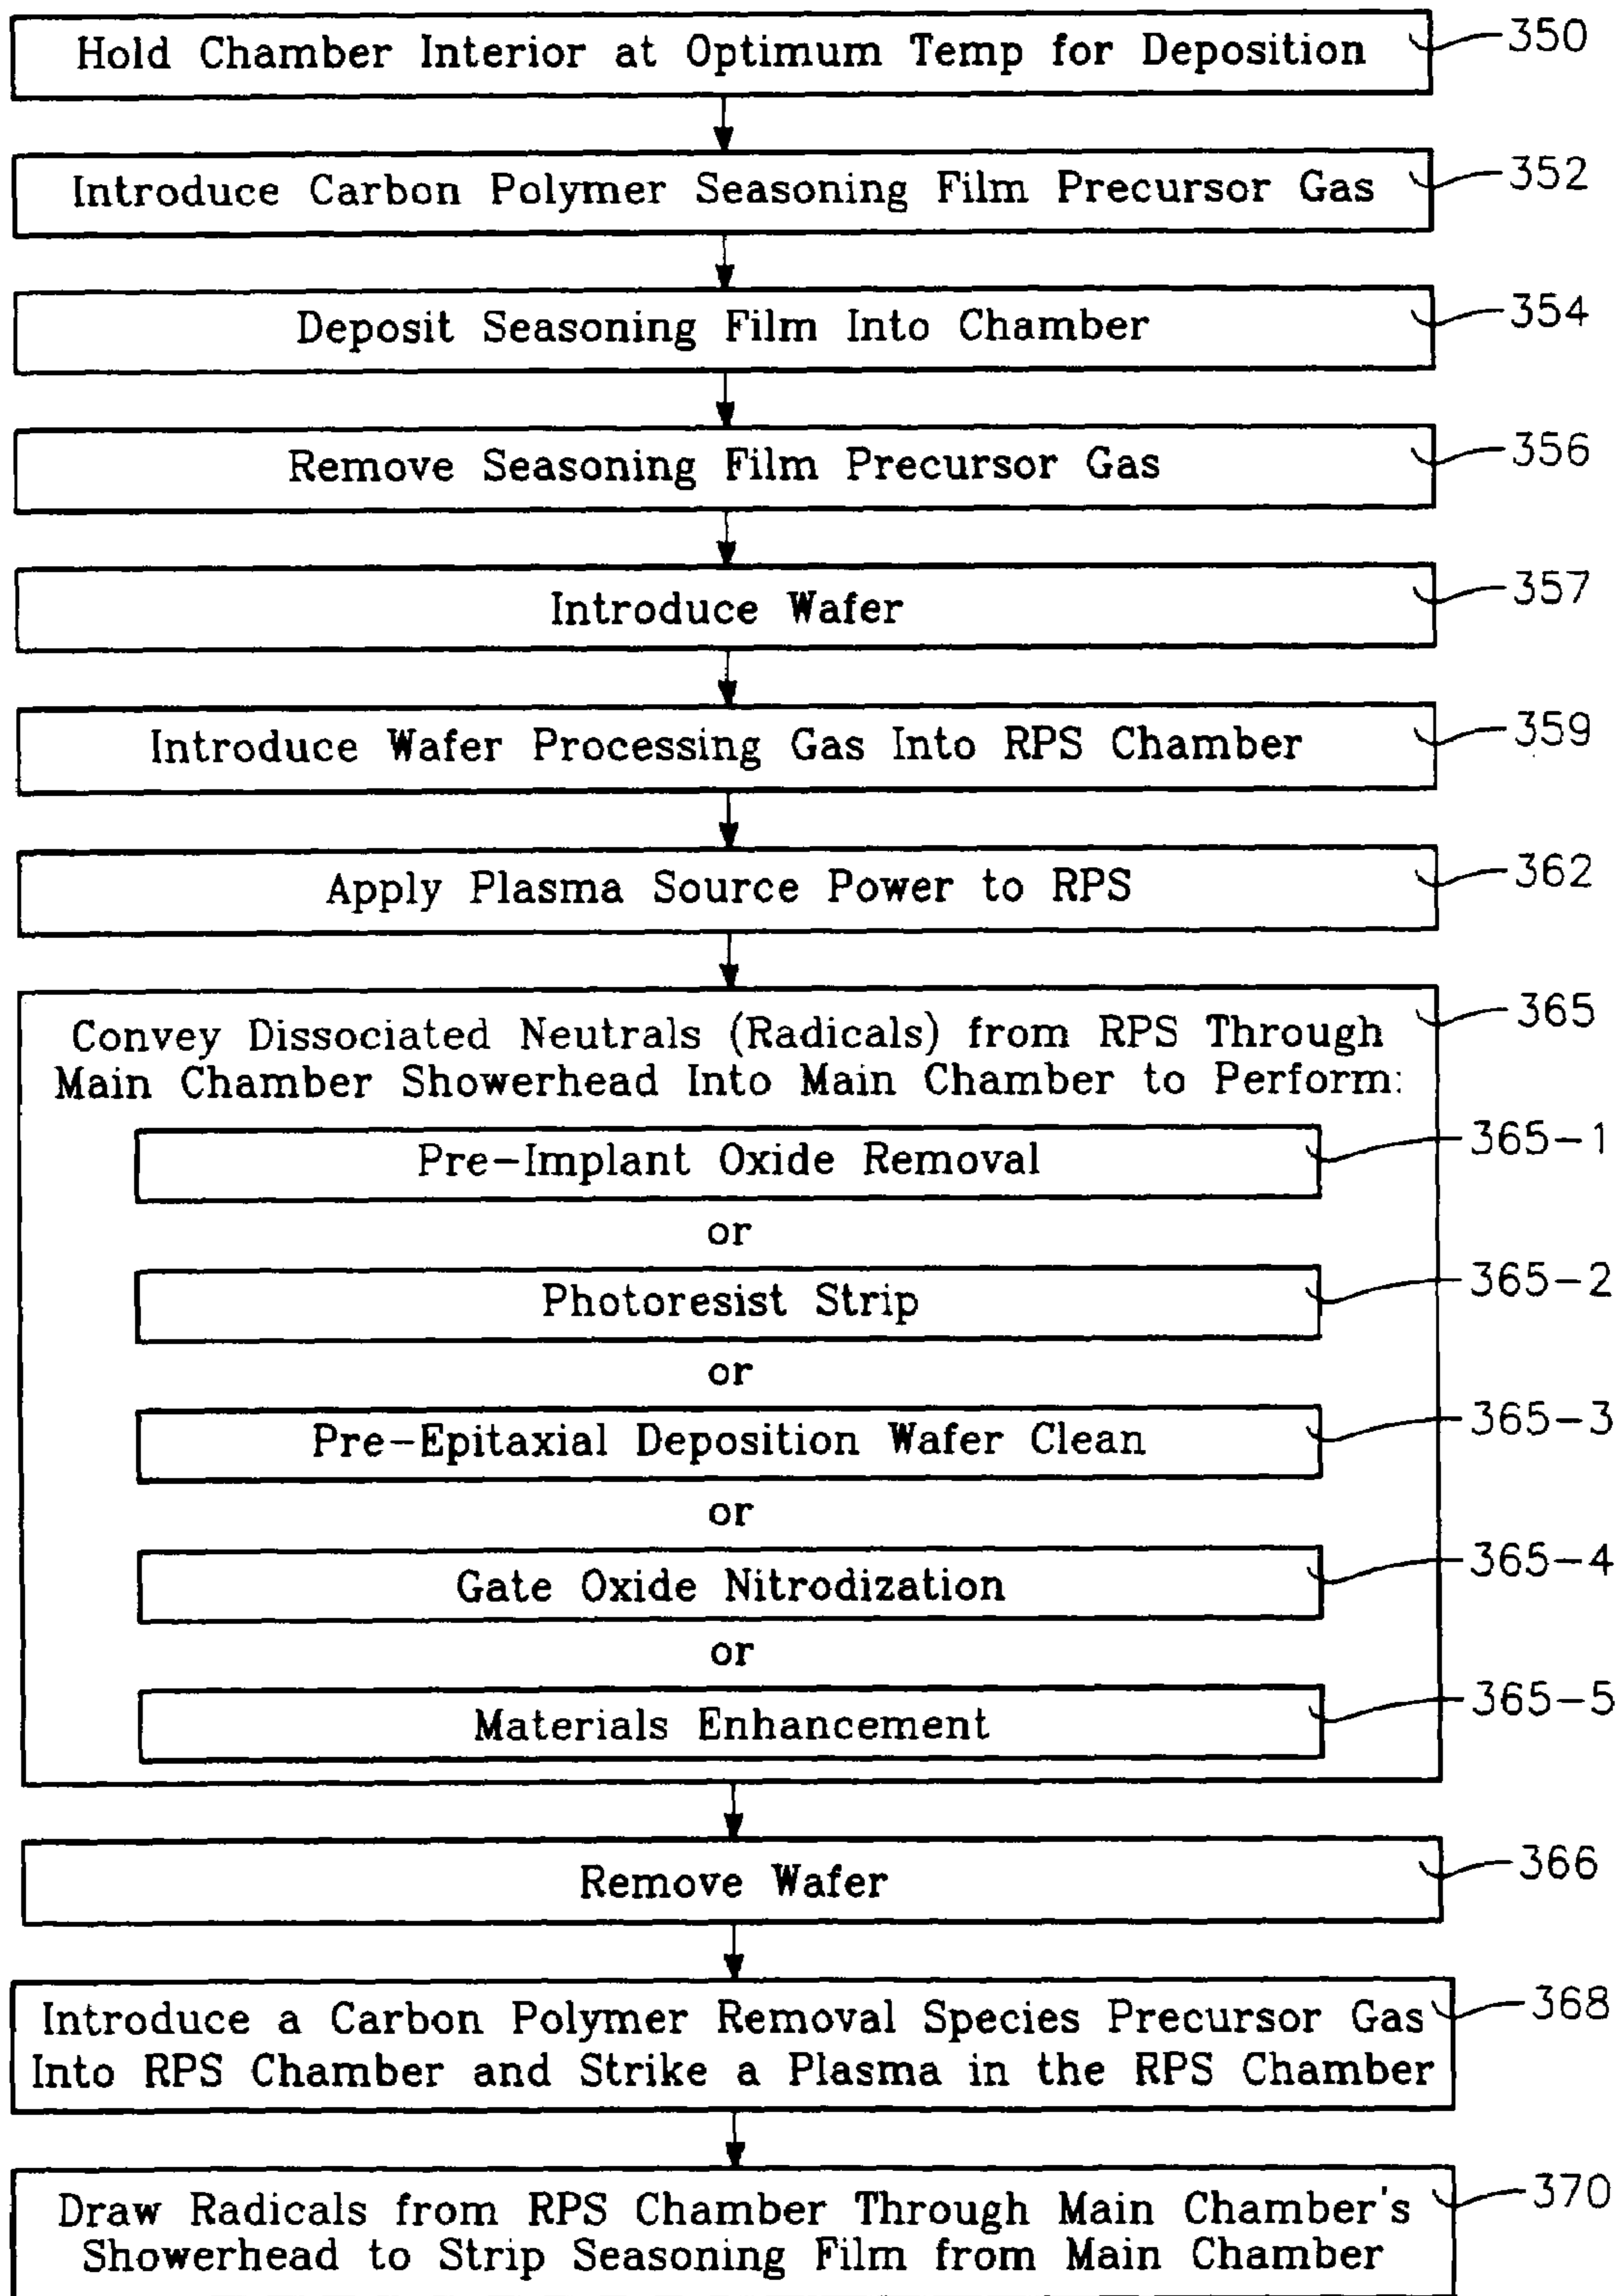 Hold Chamber Interior at Optimum Temp for Deposition 350
Introduce Carbon Polymer Seasoning Film Precursor Gas 352
Deposit Seasoning Film Into Chamber 354
Remove Seasoning Film Precursor Gas 356
Introduce Wafer 357
Introduce Wafer Processing Gas Into RPS Chamber 359
Apply Plasma Source Power to RPS 362
Convey Dissociated Neutrals (Radicals) from RPS Through 365
Main Chamber Showerhead Into Main Chamber to Perform:
Pre-Implant Oxide Removal 365-1
or
Photoresist Strip 365-2
or
Pre-Epitaxial Deposition Wafer Clean 365-3
or
Gate Oxide Nitrodization 365-4
or
Materials Enhancement 365-5
Remove Wafer 366
Introduce a Carbon Polymer Removal Species Precursor Gas 368
Into RPS Chamber and Strike a Plasma in the RPS Chamber
Draw Radicals from RPS Chamber Through Main Chamber's 370
Showerhead to Strip Seasoning Film from Main Chamber